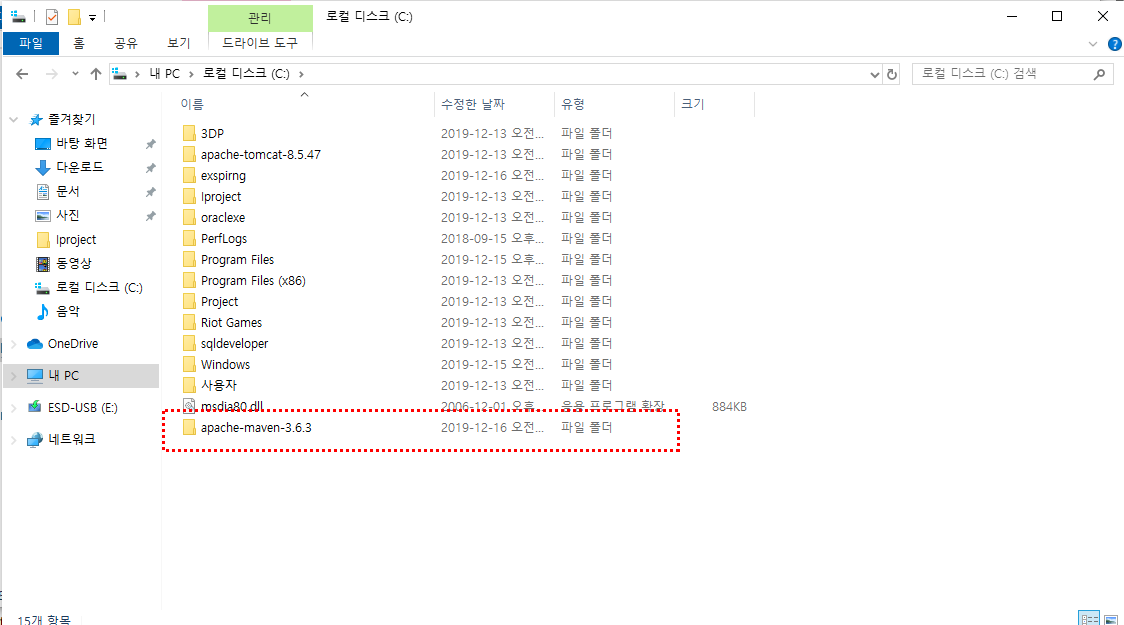 관리
로컬 디스크 (C:)
파일 홈 공유 보기 드라이브 도구
내 PC 로컬 디스크 (C:) 로컬 디스크 (C:) 검색
이름 수정한 날짜 유형 크기
즐겨찾기
바탕 화면
다운로드
문서
사진
Iproject
동영상
로컬 디스크 (C:)
음악
OneDrive
내 PC
ESD-USB (E:)
네트워크
3DP 2019-12-13 오전... 파일 폴더
apache-tomcat-8.5.47 2019-12-13 오전... 파일 폴더
exspirng 2019-12-16 오전... 파일 폴더
Iproject 2019-12-13 오전... 파일 폴더
oraclexe 2019-12-13 오전... 파일 폴더
PerfLogs 2018-09-15 오후... 파일 폴더
Program Files 2019-12-15 오후... 파일 폴더
Program Files (x86) 2019-12-13 오전... 파일 폴더
Project 2019-12-13 오전... 파일 폴더
Riot Games 2019-12-13 오전... 파일 폴더
sqldeveloper 2019-12-13 오전... 파일 폴더
Windows 2019-12-15 오전... 파일 폴더
사용자 2019-12-13 오전... 파일 폴더
msdia80.dll 2006-12-01 오후... 응용 프로그램 확장 884KB
apache-maven-3.6.3 2019-12-16 오전... 파일 폴더
15개 항목